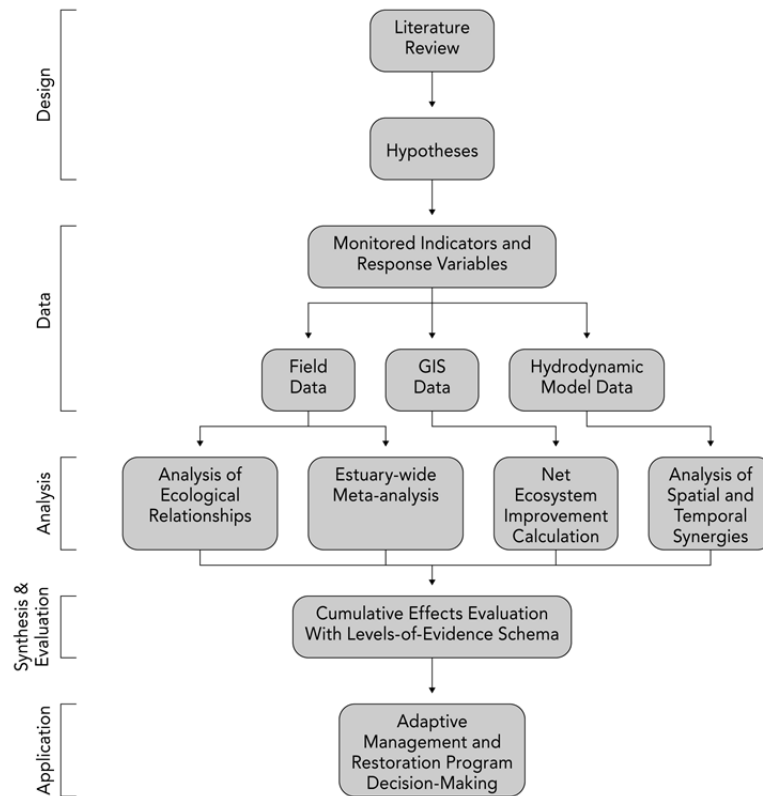 Design
Literature
Review
Hypotheses
Data
Monitored Indicators and
Response Variables
Field
Data
GIS
Data
Hydrodynamic
Model Data
Analysis
Analysis of
Ecological
Relationships
Estuary-wide
Meta-analysis
Net
Ecosystem
Improvement
Calculation
Analysis of
Spatial and
Temporal
Synergies
Synthesis &
Evaluation
Cumulative Effects Evaluation
With Levels-of-Evidence Schema
Application
Adaptive
Management and
Restoration Program
Decision-Making